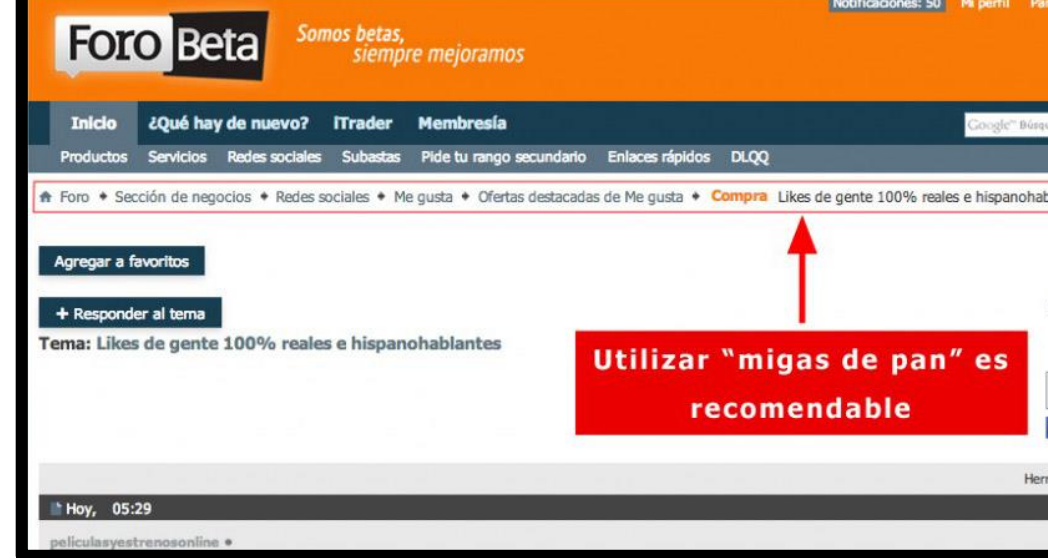 Notificaciones: 50 Mi perfil
Foro Beta
Somos betas,
siempre mejoramos
Inicio ¿Qué hay de nuevo? iTrader Membresía
Google™
Productos Servicios Redes sociales Subastas Pide tu rango secundario Enlaces rápidos DLQQ
Foro Sección de negocios Redes sociales Me gusta Ofertas destacadas de Me gusta Compra Likes de gente 100% reales e
Agregar a favoritos
+ Responder al tema
Tema: Likes de gente 100% reales e hispanohablantes
Utilizar “migas de pan” es
recomendable
Hoy, 05:29
peliculasyestrenosonline